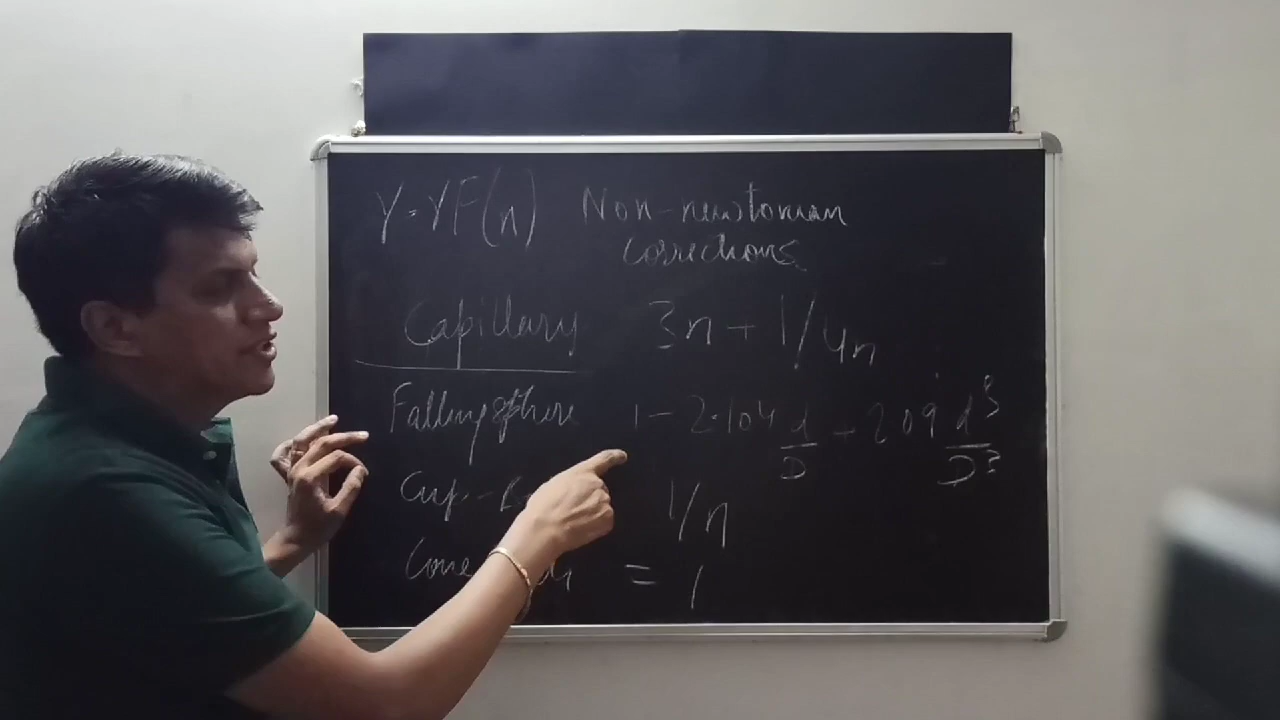 γ = γF(n) Non-newtonian
corrections
Capillary 3n + 1/4n
Falling sphere 1 - 2.104 d/D + 2.09 d³/D³
Cup - 1/n
Cone = 1